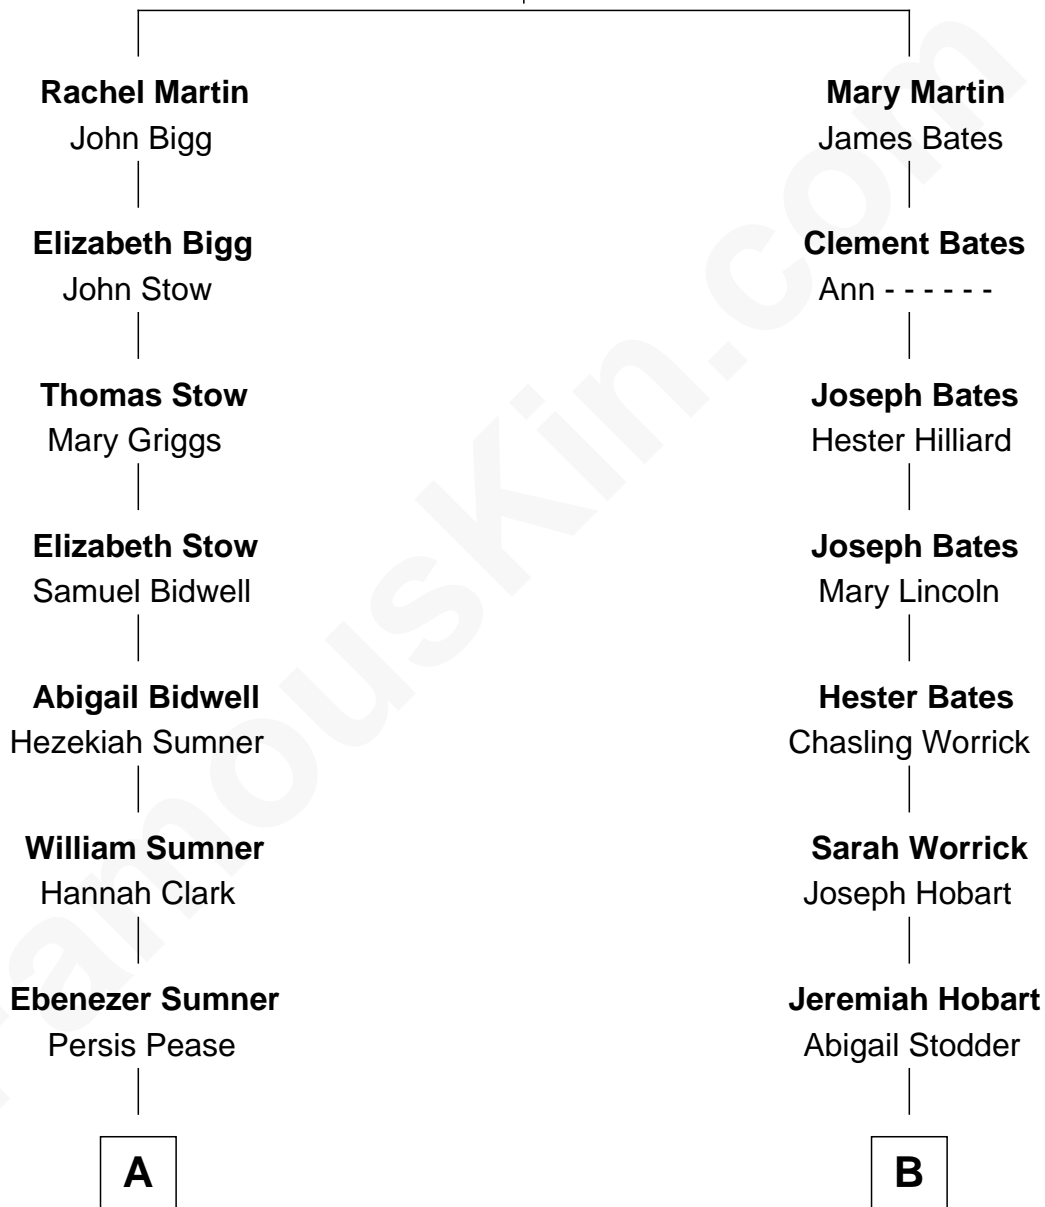 Rachel Martin
John Bigg
Mary Martin
James Bates
Elizabeth Bigg
John Stow
Clement Bates
Ann - - - - - -
Thomas Stow
Mary Griggs
Joseph Bates
Hester Hilliard
Elizabeth Stow
Samuel Bidwell
Joseph Bates
Mary Lincoln
Abigail Bidwell
Hezekiah Sumner
Hester Bates
Chasling Worrick
William Sumner
Hannah Clark
Sarah Worrick
Joseph Hobart
Ebenezer Sumner
Persis Pease
Jeremiah Hobart
Abigail Stodder
A
B
FamousKin.com